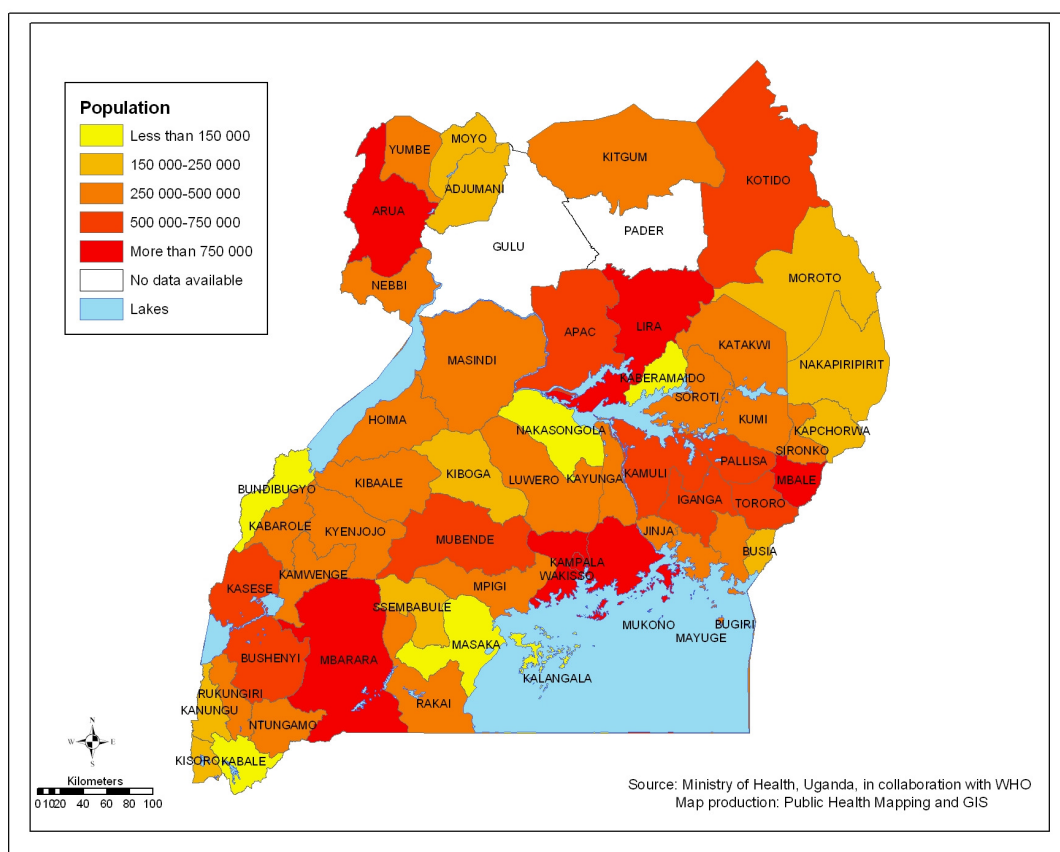 Population
Less than 150 000
150 000-250 000
250 000-500 000
500 000-750 000
More than 750 000
No data available
Lakes
MOYO
YUMBE
KITGUM
KOTIDO
ADJUMANI
ARUA
PADER
GULU
MOROTO
NEBBI
LIRA
APAC
KATAKWI
MASINDI
NAKAPIRIPIRIT
KABERAMAIDO
SOROTI
HOIMA
KUMI
NAKASONGOLA
KAPCHORWA
SIRONKO
PALLISA
KIBOGA
KAMULI
LUWERO
KAYUNGA
MBALE
KIBAALE
BUNDIBUGYO
IGANGA
TORORO
KABAROLE
KYENJOJO
JINJA
MUBENDE
BUSIA
KAMPALA
KAMWENGE
WAKISSO
KASESE
MPIGI
SSEMBABULE
MUKONO
BUGIRI
MAYUGE
MASAKA
BUSHENYI
MBARARA
KALANGALA
RUKUNGIRI
RAKAI
KANUNGU
NTUNGAMO
KISORO
KABALE
N
W E
S
Kilometers
0 10 20 40 60 80 100
Source: Ministry of Health, Uganda, in collaboration with WHO
Map production: Public Health Mapping and GIS